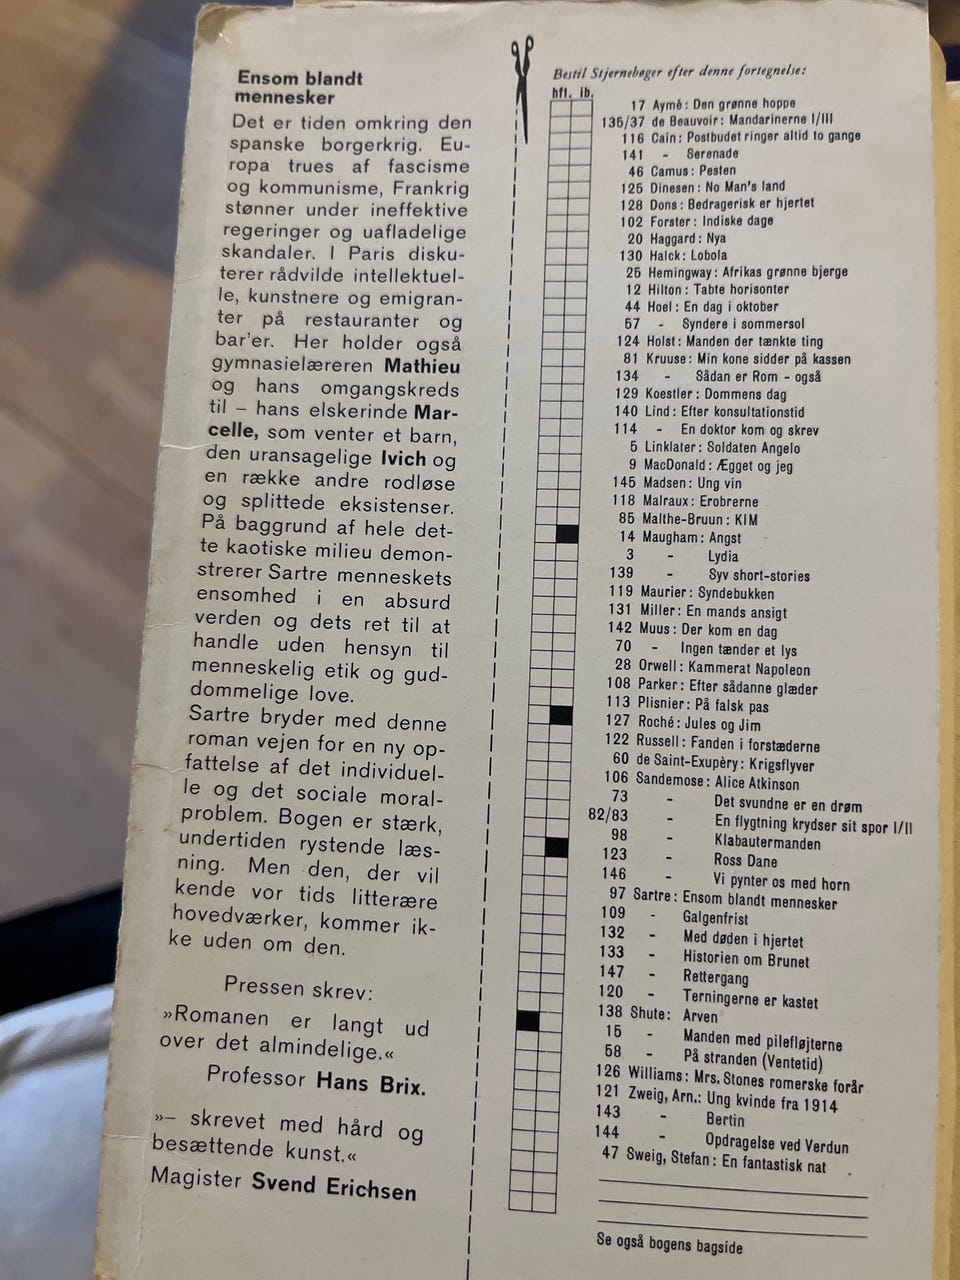 Ensom blandt
mennesker
Det er tiden omkring den
spanske borgerkrig. Eu-
ropa trues af fascisme
og kommunisme, Frankrig
stønner under ineffektive
regeringer og uafladelige
skandaler. I Paris disku-
terer rådvilde intellektuel-
le, kunstnere og emigran-
ter på restauranter og
bar'er. Her holder også
gymnasielæreren Mathieu
og hans omgangskreds
til – hans elskerinde Mar-
celle, som venter et barn,
den uransagelige Ivich og
en række andre rodløse
og splittede eksistenser.
På baggrund af hele det-
te kaotiske milieu demon-
strerer Sartre menneskets
ensomhed i en absurd
verden og dets ret til at
handle uden hensyn til
menneskelig etik og gud-
dommelige love.
Sartre bryder med denne
roman vejen for en ny op-
fattelse af det individuel-
le og det sociale moral-
problem. Bogen er stærk,
undertiden rystende læs-
ning. Men den, der vil
kende vor tids litterære
hovedværker, kommer ik-
ke uden om den.
Pressen skrev:
»Romanen er langt ud
over det almindelige.«
Professor Hans Brix.
»– skrevet med hård og
besættende kunst.«
Magister Svend Erichsen
Bestil Stjernebøger efter denne fortegnelse:
hft. ib.
17 Aymè: Den grønne hoppe
135/37 de Beauvoir: Mandarinerne I/III
116 Cain: Postbudet ringer altid to gange
141 - Serenade
46 Camus: Pesten
125 Dinesen: No Man's land
128 Dons: Bedragerisk er hjertet
102 Forster: Indiske dage
20 Haggard: Nya
130 Halck: Lobola
25 Hemingway: Afrikas grønne bjerge
12 Hilton: Tabte horisonter
44 Hoel: En dag i oktober
57 - Syndere i sommersol
124 Holst: Manden der tænkte ting
81 Kruuse: Min kone sidder på kassen
134 - Sådan er Rom - også
129 Koestler: Dommens dag
140 Lind: Efter konsultationstid
114 - En doktor kom og skrev
5 Linklater: Soldaten Angelo
9 MacDonald: Ægget og jeg
145 Madsen: Ung vin
118 Malraux: Erobrerne
85 Malthe-Bruun: KIM
14 Maugham: Angst
3 - Lydia
139 - Syv short-stories
119 Maurier: Syndebukken
131 Miller: En mands ansigt
142 Muus: Der kom en dag
70 - Ingen tænder et lys
28 Orwell: Kammerat Napoleon
108 Parker: Efter sådanne glæder
113 Plisnier: På falsk pas
127 Roché: Jules og Jim
122 Russell: Fanden i forstæderne
60 de Saint-Exupèry: Krigsflyver
106 Sandemose: Alice Atkinson
73 - Det svundne er en drøm
82/83 - En flygtning krydser sit spor I/II
98 - Klabautermanden
123 - Ross Dane
146 - Vi pynter os med horn
97 Sartre: Ensom blandt mennesker
109 - Galgenfrist
132 - Med døden i hjertet
133 - Historien om Brunet
147 - Rettergang
120 - Terningerne er kastet
138 Shute: Arven
15 - Manden med pilefløjterne
58 - På stranden (Ventetid)
126 Williams: Mrs. Stones romerske forår
121 Zweig, Arn.: Ung kvinde fra 1914
143 - Bertin
144 - Opdragelse ved Verdun
47 Sweig, Stefan: En fantastisk nat
Se også bogens bagside